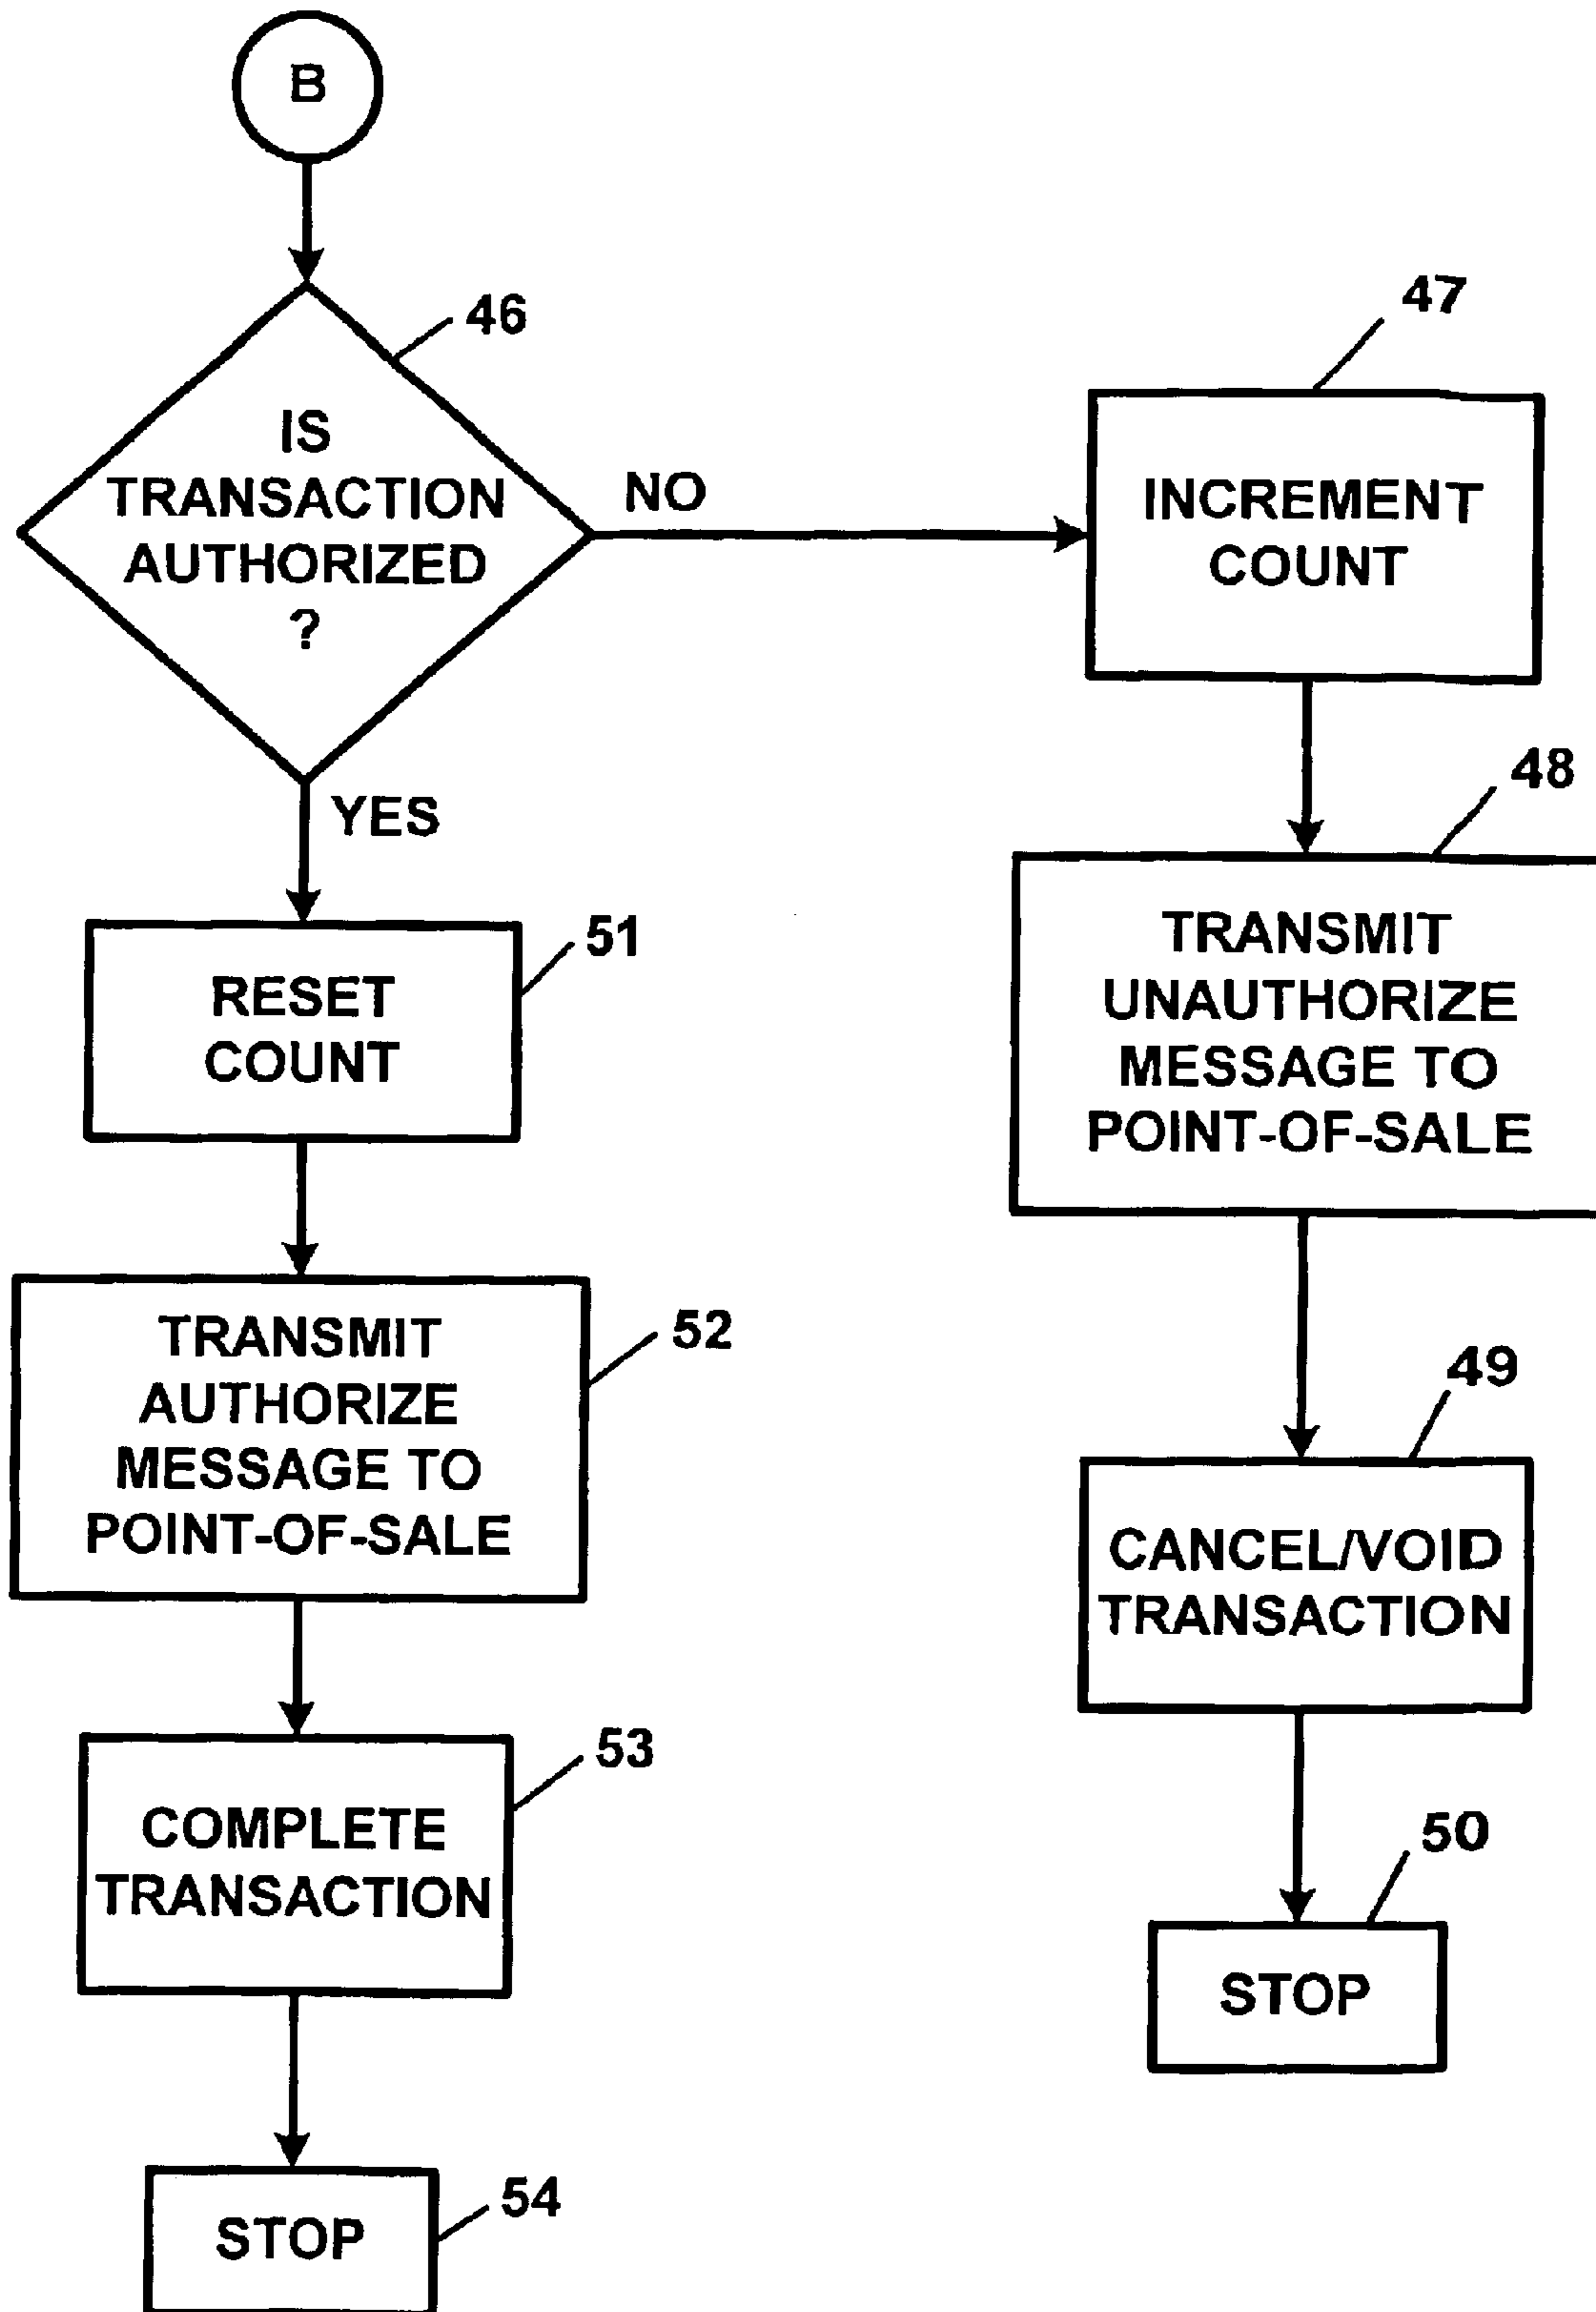 B
46
IS
TRANSACTION
AUTHORIZED
?
NO
YES
47
INCREMENT
COUNT
48
TRANSMIT
UNAUTHORIZE
MESSAGE TO
POINT-OF-SALE
49
CANCEL/VOID
TRANSACTION
50
STOP
51
RESET
COUNT
52
TRANSMIT
AUTHORIZE
MESSAGE TO
POINT-OF-SALE
53
COMPLETE
TRANSACTION
54
STOP